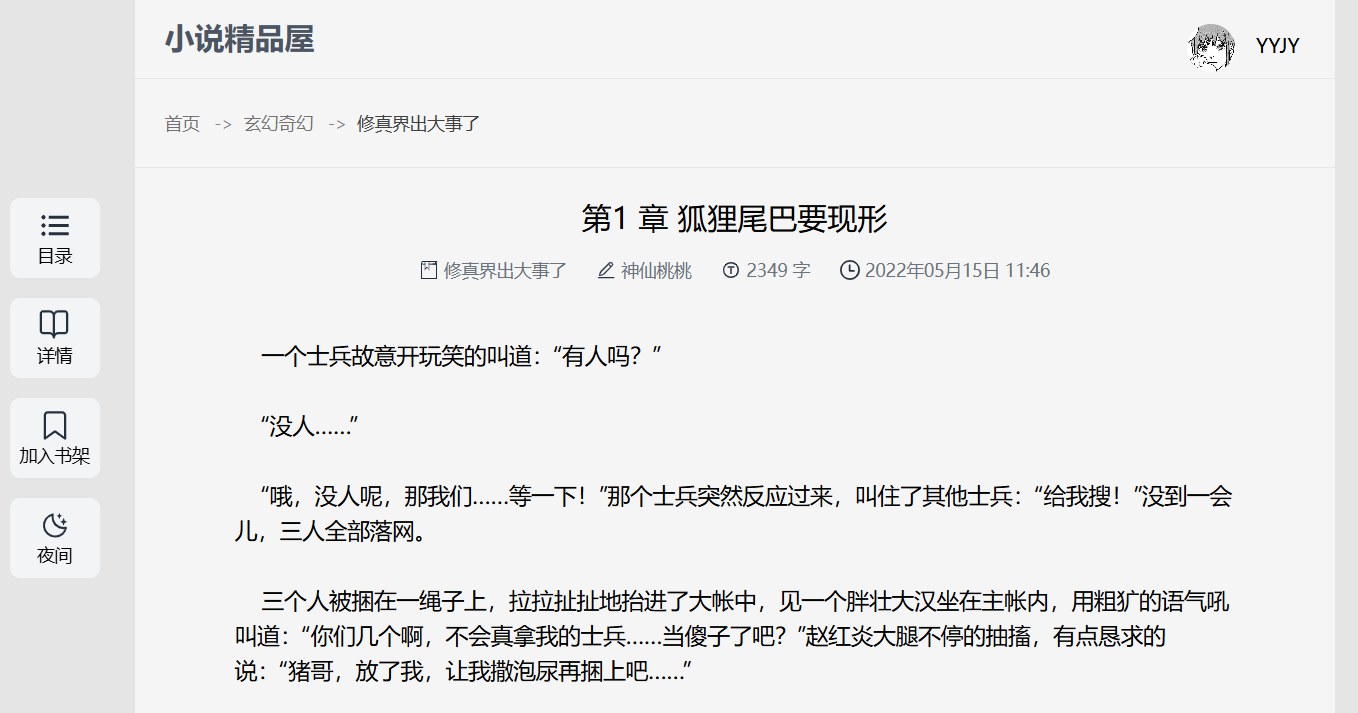 小说精品屋
YYJY
首页 -> 玄幻奇幻 -> 修真界出大事了
目录
详情
加入书架
夜间
第1 章 狐狸尾巴要现形
修真界出大事了 神仙桃桃 2349 字 2022年05月15日 11:46
一个士兵故意开玩笑的叫道：“有人吗？”
“没人……”
“哦，没人呢，那我们……等一下！”那个士兵突然反应过来，叫住了其他士兵：“给我搜！”没到一会
儿，三人全部落网。
三个人被捆在一绳子上，拉拉扯扯地抬进了大帐中，见一个胖壮大汉坐在主帐内，用粗犷的语气吼
叫道：“你们几个啊，不会真拿我的士兵……当傻子了吧？”赵红炎大腿不停的抽搐，有点恳求的
说：“猪哥，放了我，让我撒泡尿再捆上吧……”